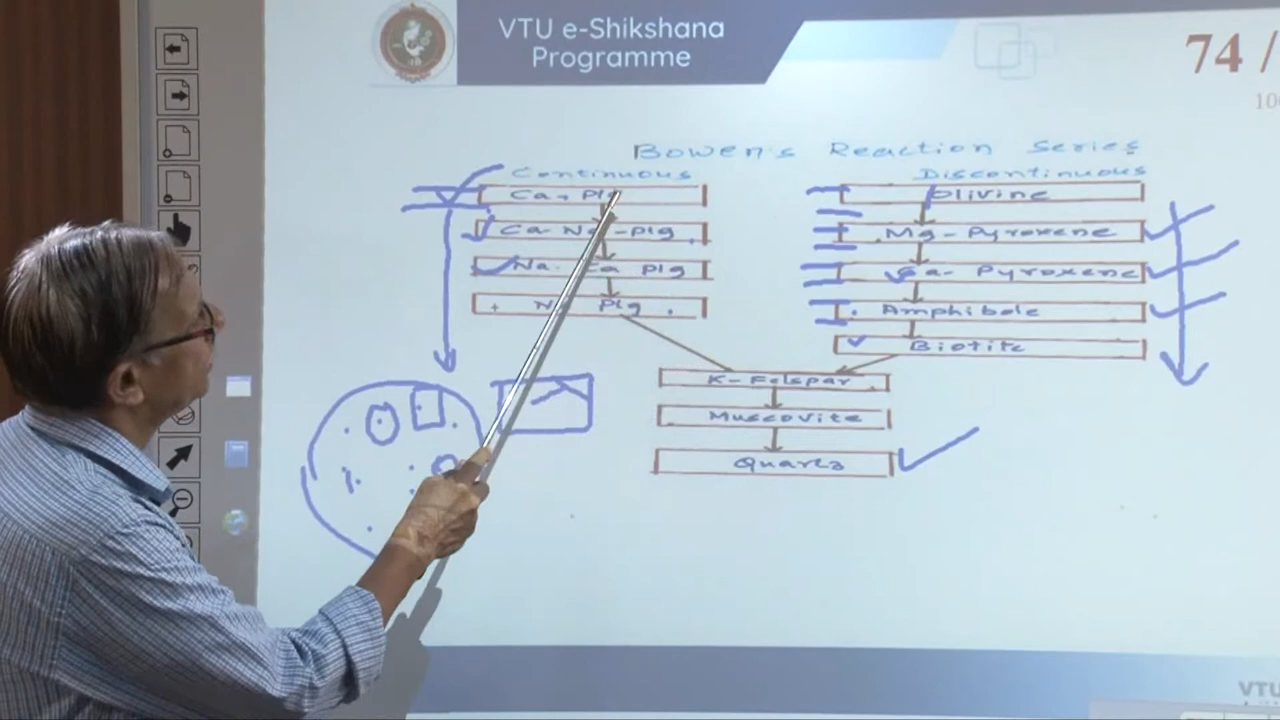 VTU e-Shikshana
Programme
74 /
Bowen's Reaction Series
Continuous
Discontinuous
Ca - Plg
Olivine
Ca - Na - Plg
Mg - Pyroxene
Na - Ca Plg
Ca - Pyroxene
+ Na Plg
Amphibole
Biotite
K - Felspar
Muscovite
Quartz
VTU